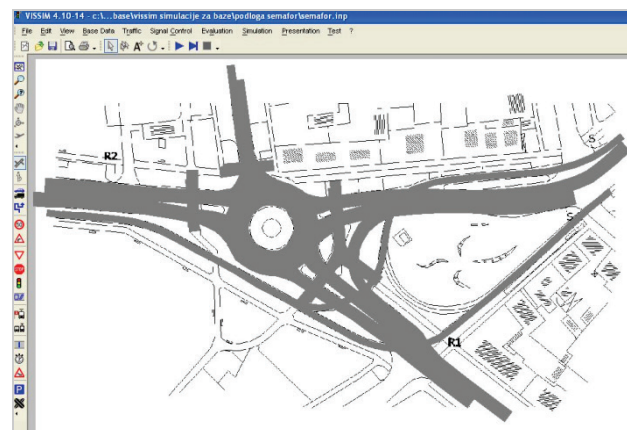 VISSIM 4.10-14 - c:\...base\vissim simulacije za baze\podloga semafor\semafor.inp
File Edit View Base Data Traffic Signal Control Evaluation Simulation Presentation Test ?
S
R2
S
R1